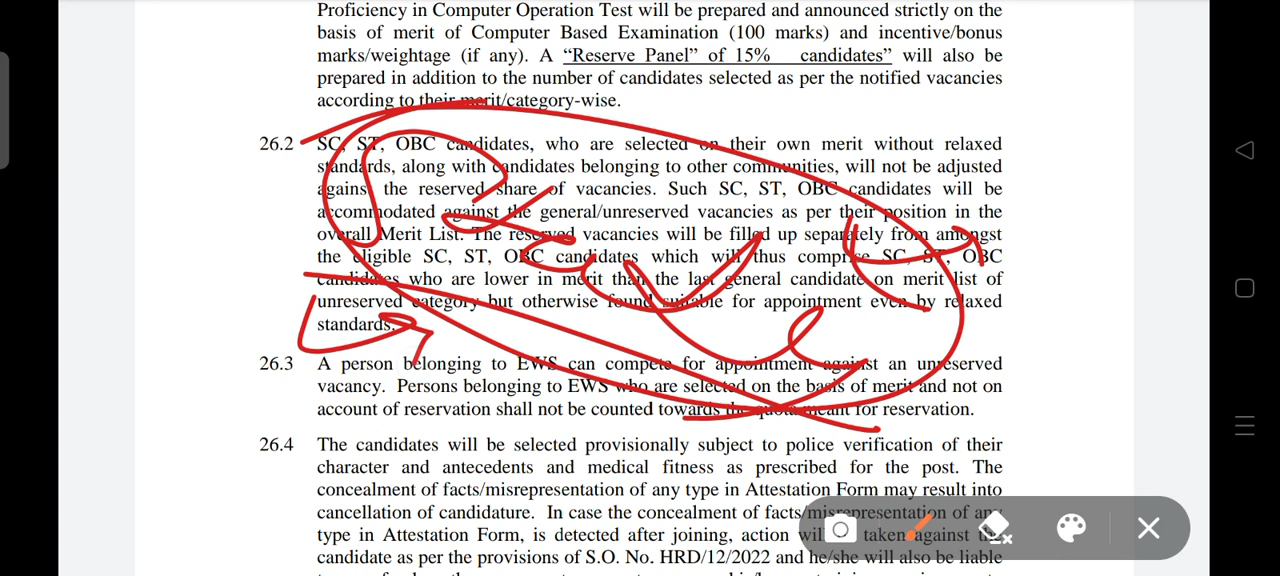 Proficiency in Computer Operation Test will be prepared and announced strictly on the
basis of merit of Computer Based Examination (100 marks) and incentive/bonus
marks/weightage (if any). A “Reserve Panel” of 15% candidates” will also be
prepared in addition to the number of candidates selected as per the notified vacancies
according to their merit/category-wise.
26.2 SC, ST, OBC candidates, who are selected on their own merit without relaxed
standards, along with candidates belonging to other communities, will not be adjusted
against the reserved share of vacancies. Such SC, ST, OBC candidates will be
accommodated against the general/unreserved vacancies as per their position in the
overall Merit List. The reserved vacancies will be filled up separately from amongst
the eligible SC, ST, OBC candidates which will thus comprise SC, ST, OBC
candidates who are lower in merit than the last general candidate on merit list of
unreserved category but otherwise found suitable for appointment even by relaxed
standards.
26.3 A person belonging to EWS can compete for appointment against an unreserved
vacancy. Persons belonging to EWS who are selected on the basis of merit and not on
account of reservation shall not be counted towards the quota meant for reservation.
26.4 The candidates will be selected provisionally subject to police verification of their
character and antecedents and medical fitness as prescribed for the post. The
concealment of facts/misrepresentation of any type in Attestation Form may result into
cancellation of candidature. In case the concealment of facts/misrepresentation of any
type in Attestation Form, is detected after joining, action will taken against the
candidate as per the provisions of S.O. No. HRD/12/2022 and he/she will also be liable